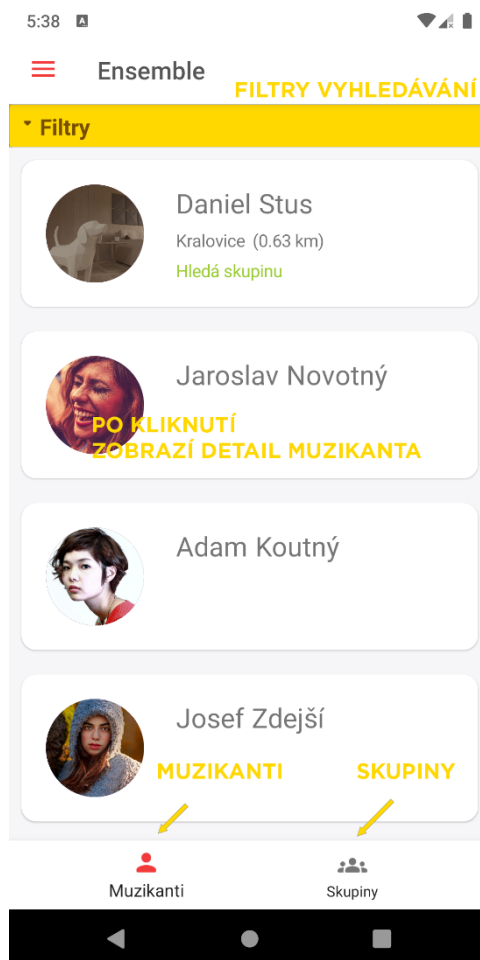 5:38 A
Ensemble
FILTRY VYHLEDÁVÁNÍ
Filtry
Daniel Stus
Kralovice (0.63 km)
Hledá skupinu
Jaroslav Novotný
PO KLIKNUTÍ
ZOBRAZÍ DETAIL MUZIKANTA
Adam Koutný
Josef Zdejší
MUZIKANTI SKUPINY
Muzikanti Skupiny